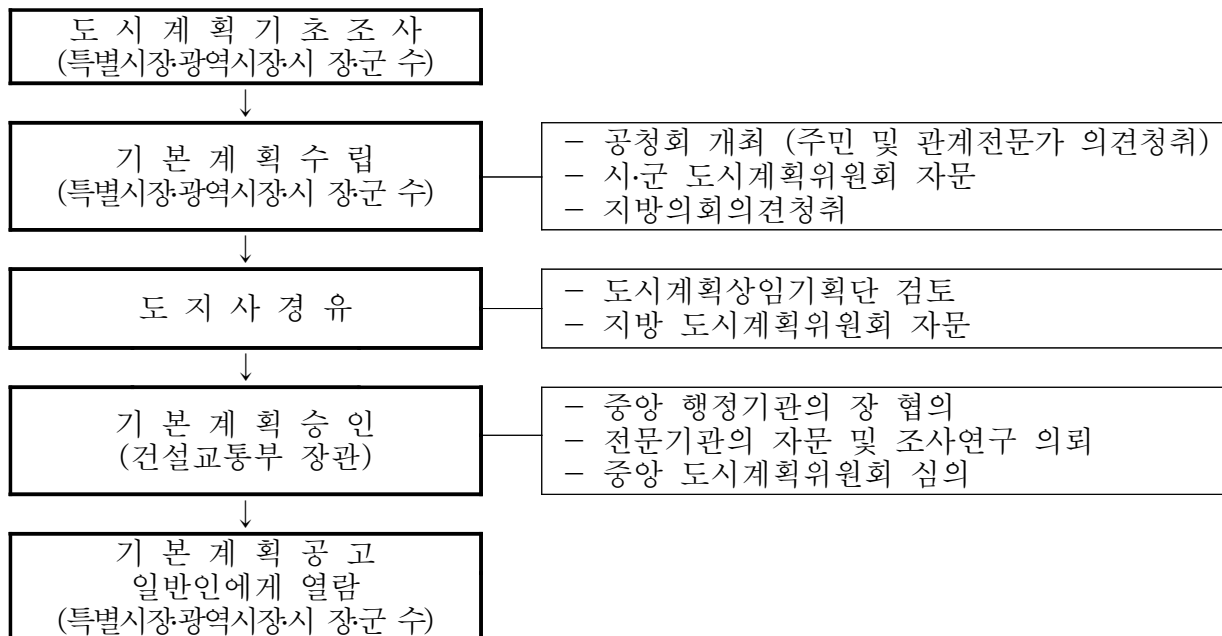 도 시 계 획 기 초 조 사
(특별시장·광역시장·시 장·군 수)
기 본 계 획 수 립
(특별시장·광역시장·시 장·군 수)
– 공청회 개최 (주민 및 관계전문가 의견청취)
– 시·군 도시계획위원회 자문
– 지방의회의견청취
도 지 사 경 유
– 도시계획상임기획단 검토
– 지방 도시계획위원회 자문
기 본 계 획 승 인
(건설교통부 장관)
– 중앙 행정기관의 장 협의
– 전문기관의 자문 및 조사연구 의뢰
– 중앙 도시계획위원회 심의
기 본 계 획 공 고
일반인에게 열람
(특별시장·광역시장·시 장·군 수)